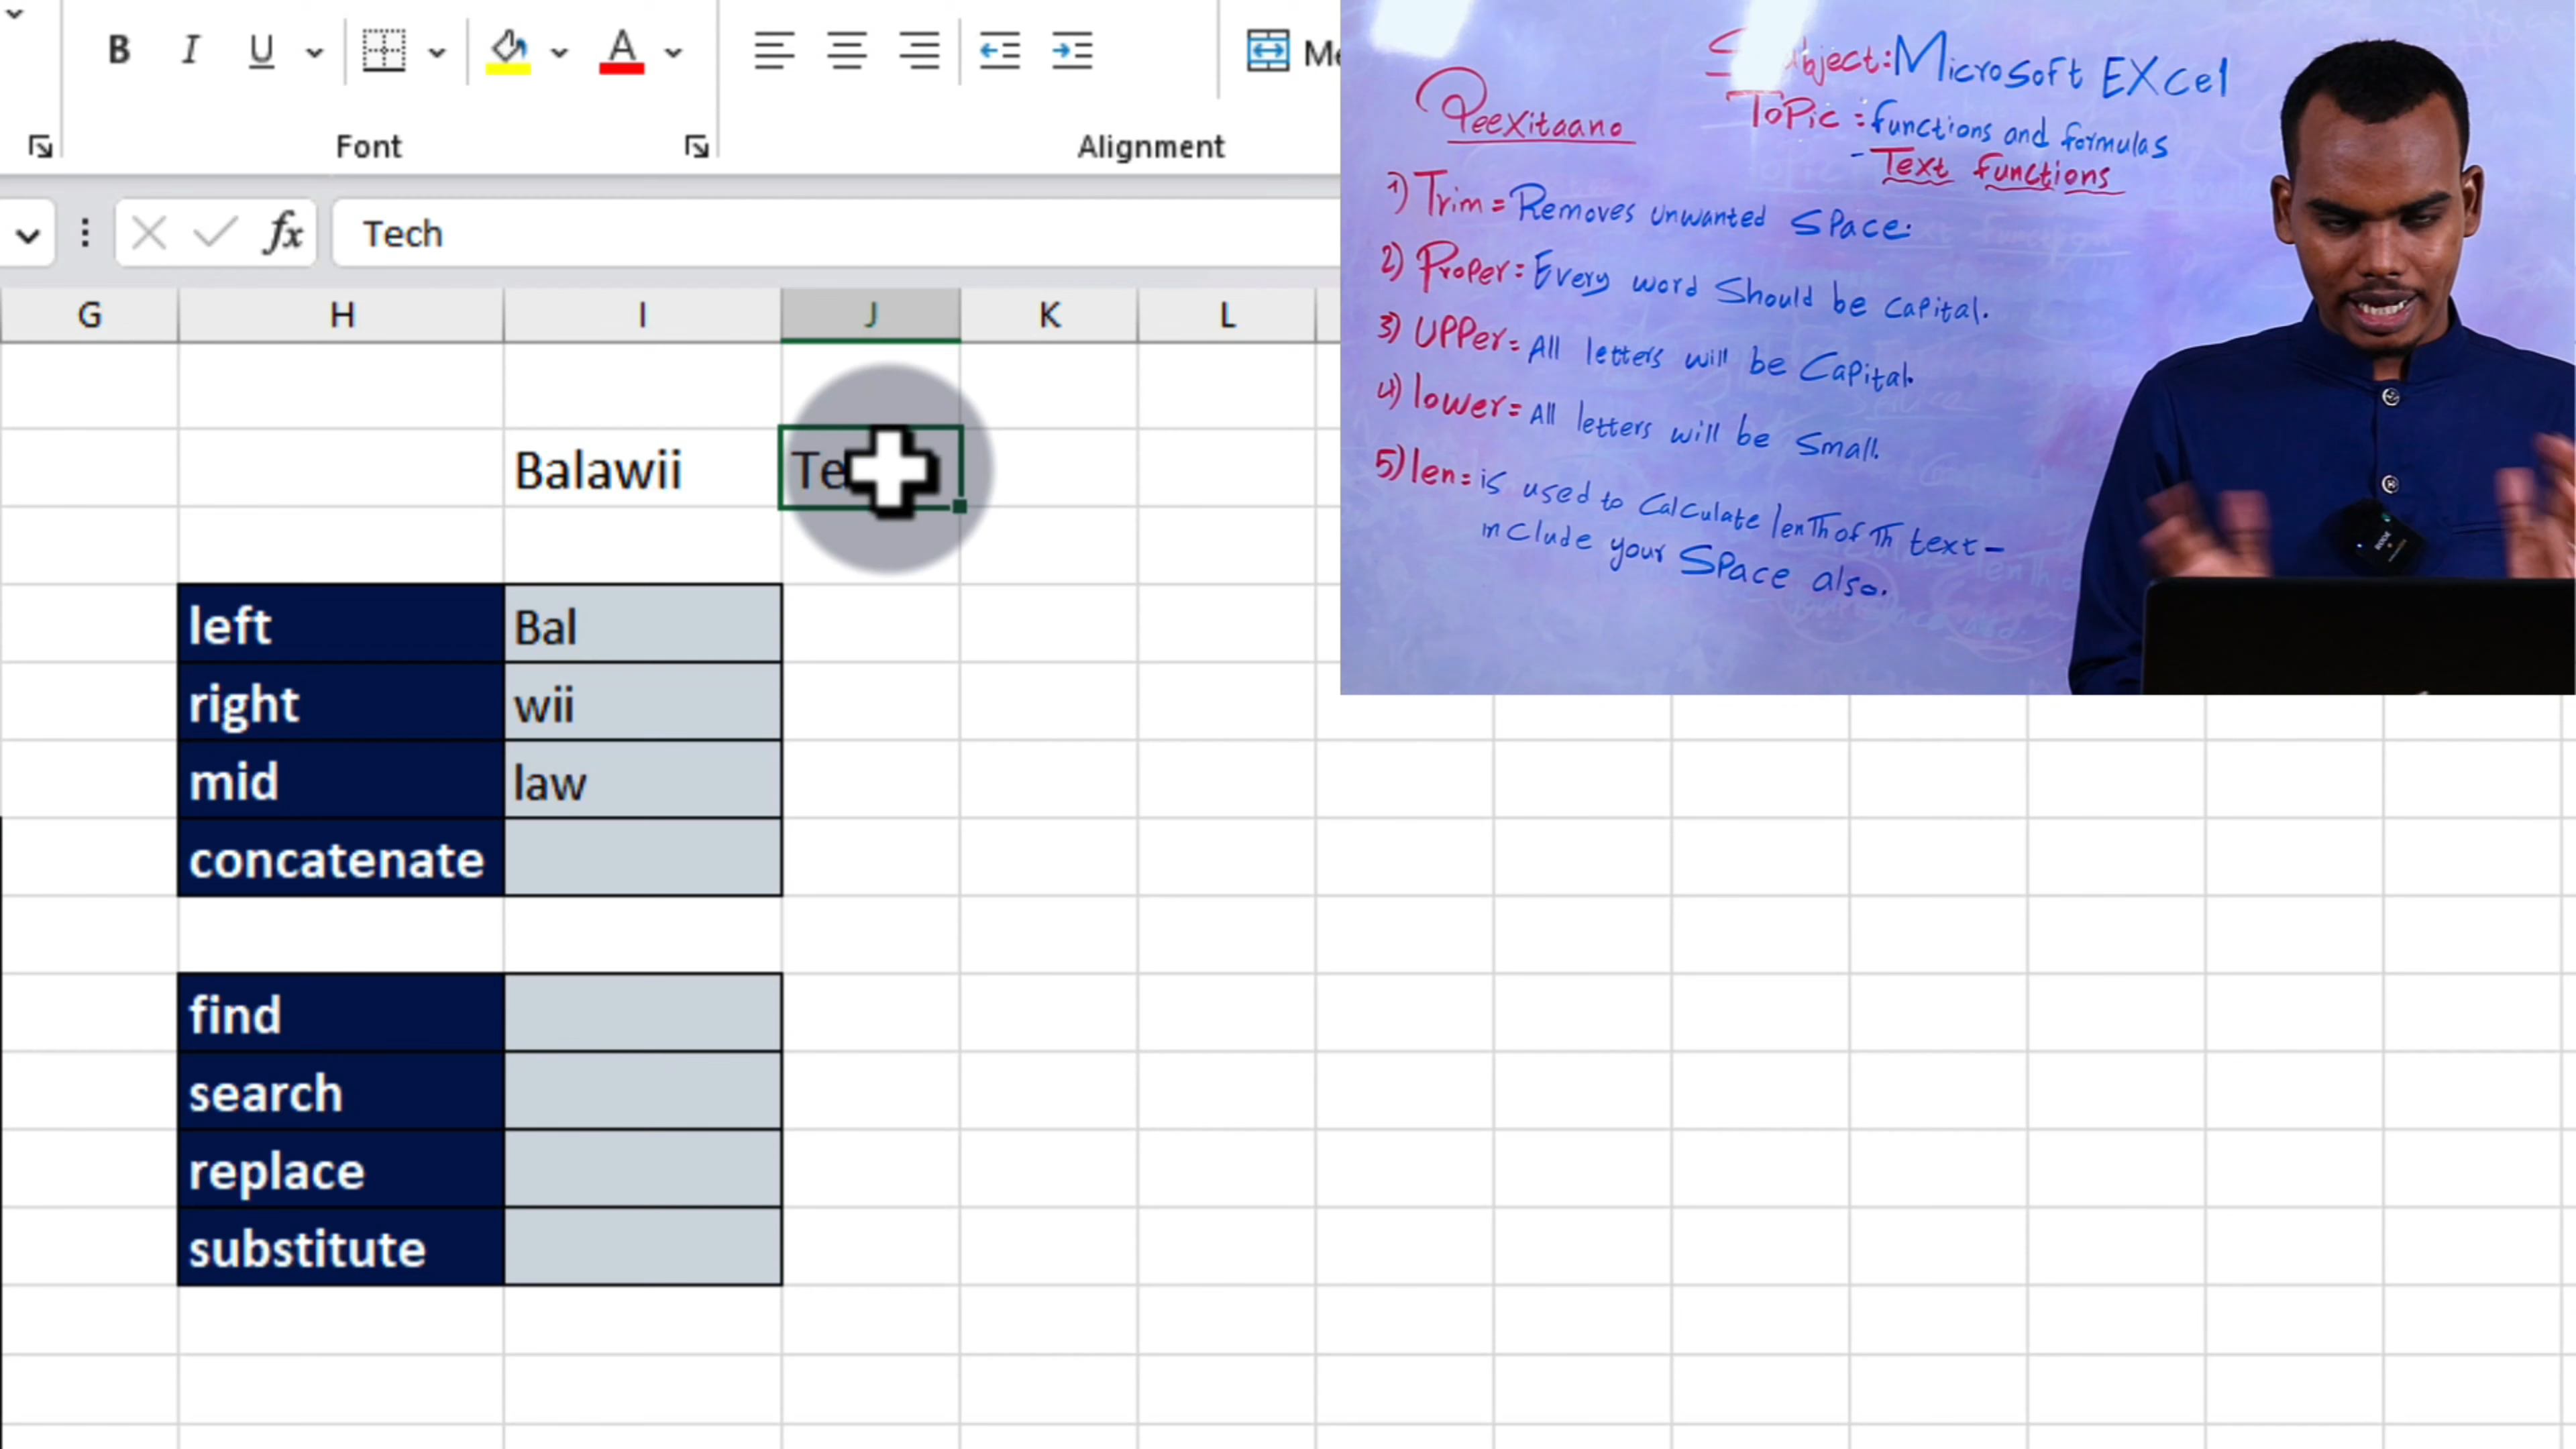 B I U A Me
Font
Alignment
fx Tech
G H I J K L
Balawii
left Bal
right wii
mid law
concatenate
find
search
replace
substitute
Subject: Microsoft EXcel
Qeexitaano
Topic: functions and formulas
- Text functions
1) Trim = Removes unwanted SPace.
2) Proper: Every word Should be capital.
3) UPPer = All letters will be Capital.
4) lower = All letters will be Small.
5) len = is used to Calculate lenTh of Th text -
include your SPace also.